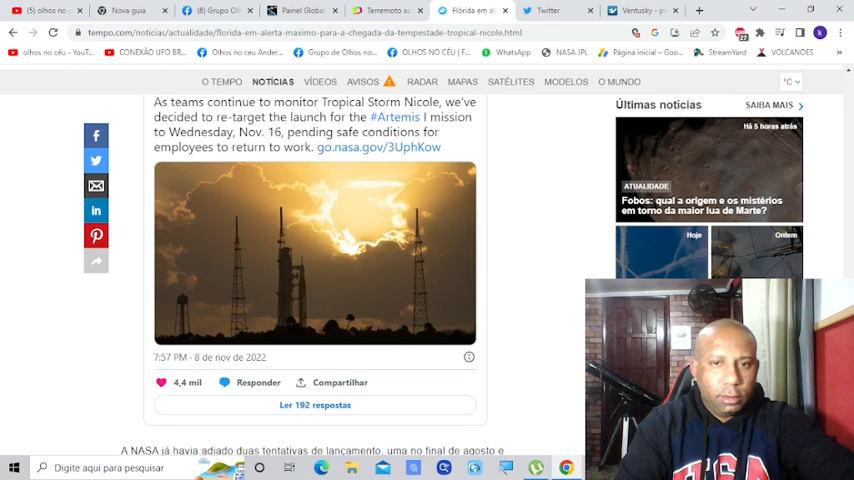 (5) olhos no c
Nova guia
(8) Grupo Olh
Painel Global
Terremoto as
Flórida em al
Twitter
Ventusky - p
tempo.com/noticias/actualidade/florida-em-alerta-maximo-para-a-chegada-da-tempestade-tropical-nicole.html
olhos no céu - YouT
CONEXÃO UFO BR...
Olhos no ceu Ander...
Grupo de Olhos no...
OLHOS NO CÉU | F...
WhatsApp
NASA JPL
Página inicial – Goo...
StreamYard
VOLCANOES
O TEMPO NOTÍCIAS VÍDEOS AVISOS RADAR MAPAS SATÉLITES MODELOS O MUNDO
°C
As teams continue to monitor Tropical Storm Nicole, we've
decided to re-target the launch for the #Artemis I mission
to Wednesday, Nov. 16, pending safe conditions for
employees to return to work. go.nasa.gov/3UphKow
7:57 PM · 8 de nov de 2022
4,4 mil Responder Compartilhar
Ler 192 respostas
A NASA já havia adiado duas tentativas de lançamento, uma no final de agosto e
Últimas noticias SAIBA MAIS
Há 5 horas atrás
ATUALIDADE
Fobos: qual a origem e os mistérios
em torno da maior lua de Marte?
Hoje
Ontem
USA
Digite aqui para pesquisar